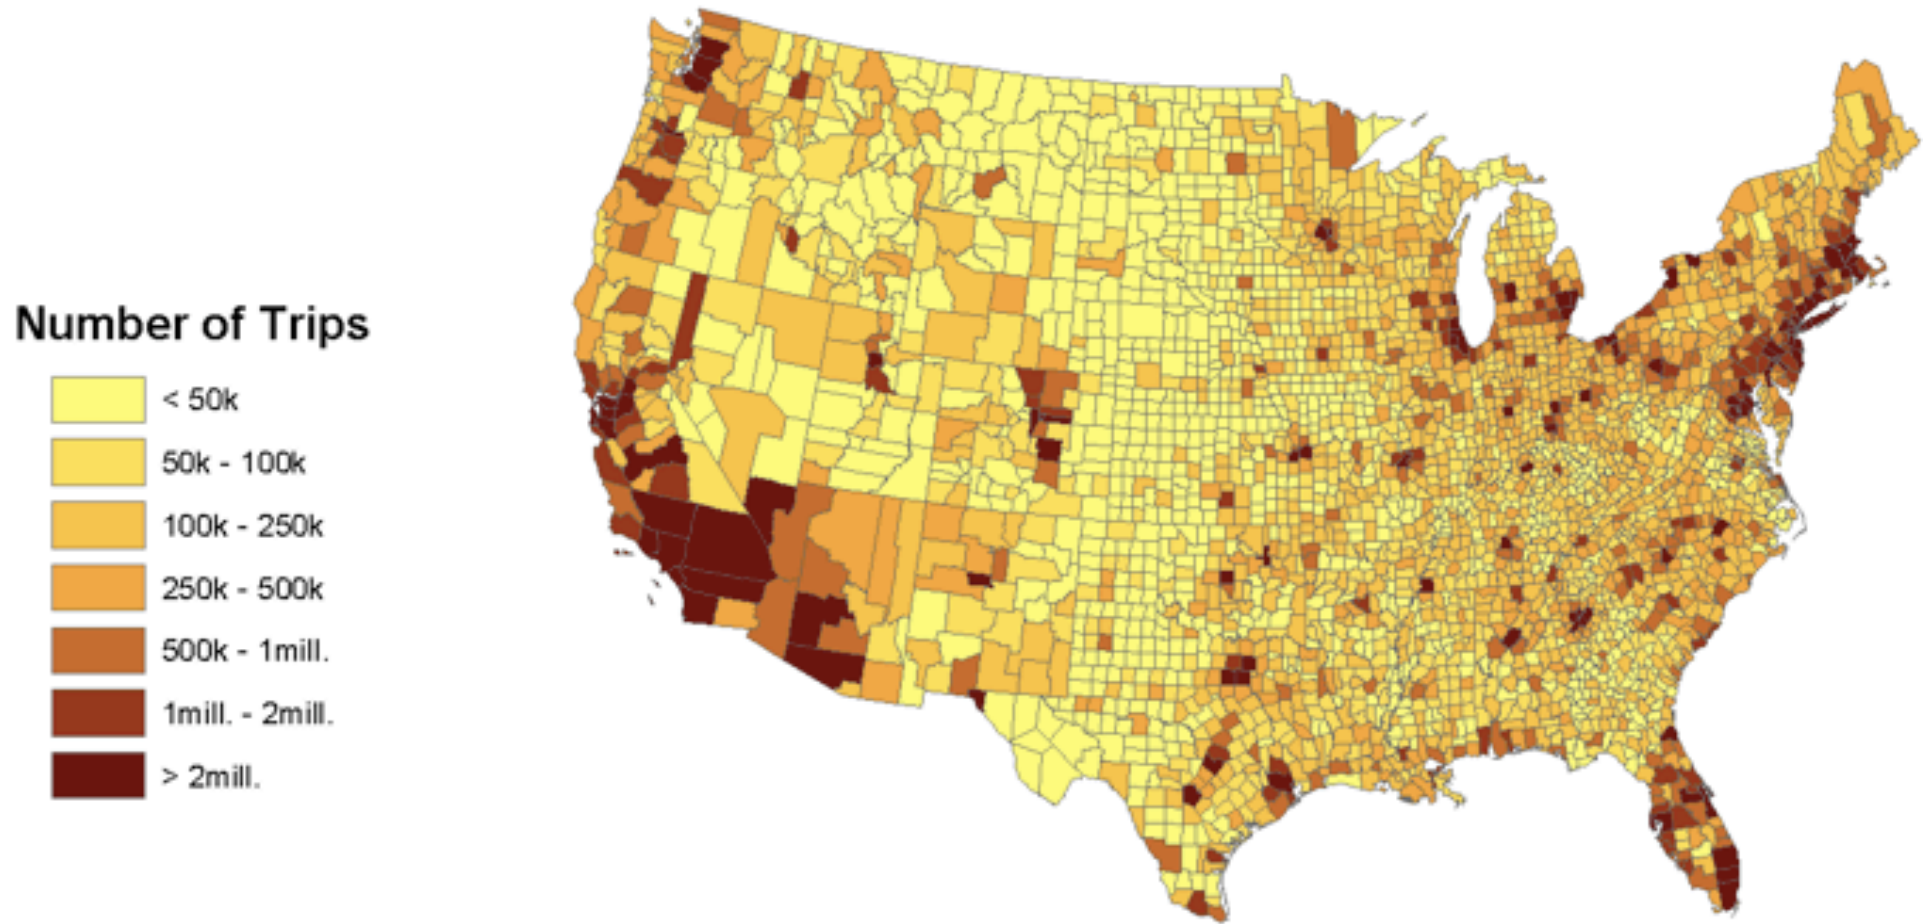 Number of Trips
< 50k
50k - 100k
100k - 250k
250k - 500k
500k - 1mill.
1mill. - 2mill.
> 2mill.